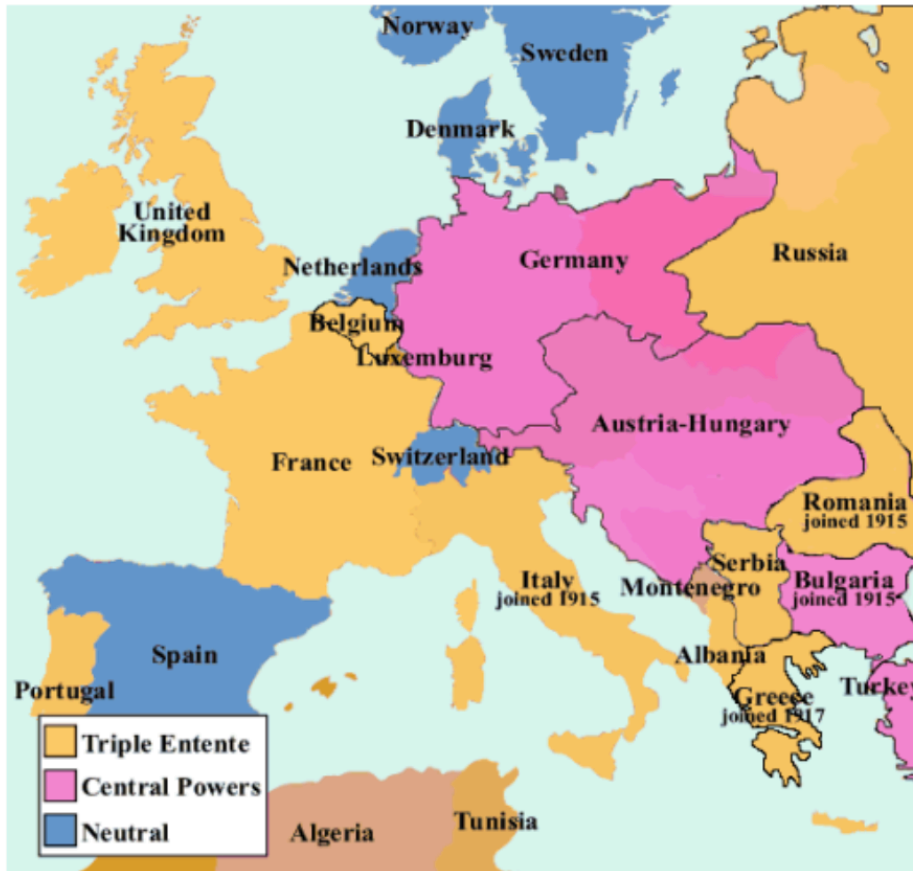 Norway
Sweden
Denmark
United
Kingdom
Netherlands
Germany
Russia
Belgium
Luxemburg
Austria-Hungary
France
Switzerland
Romania
joined 1915
Serbia
Italy
joined 1915
Montenegro
Bulgaria
joined 1915
Spain
Albania
Portugal
Greese
joined 1917
Turkey
Triple Entente
Central Powers
Neutral
Algeria
Tunisia